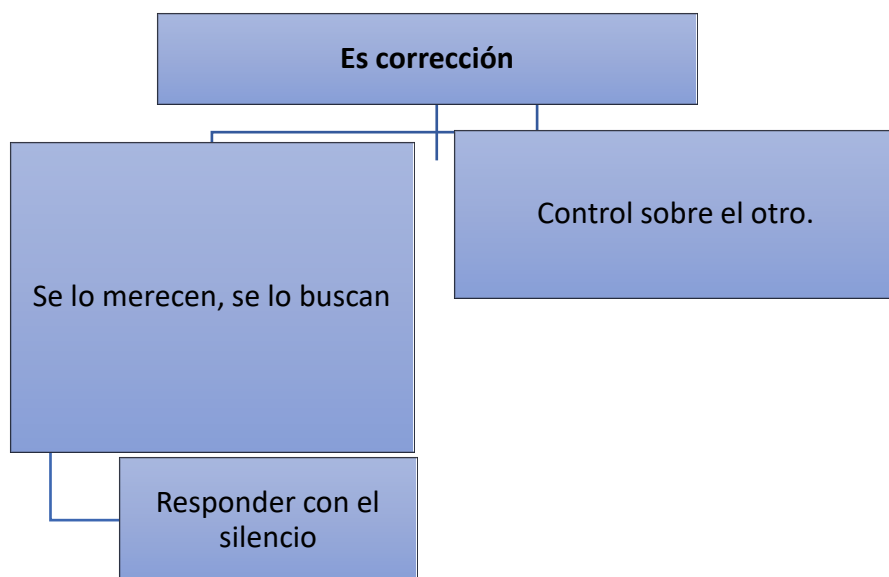 Es corrección
Control sobre el otro.
Se lo merecen, se lo buscan
Responder con el
silencio